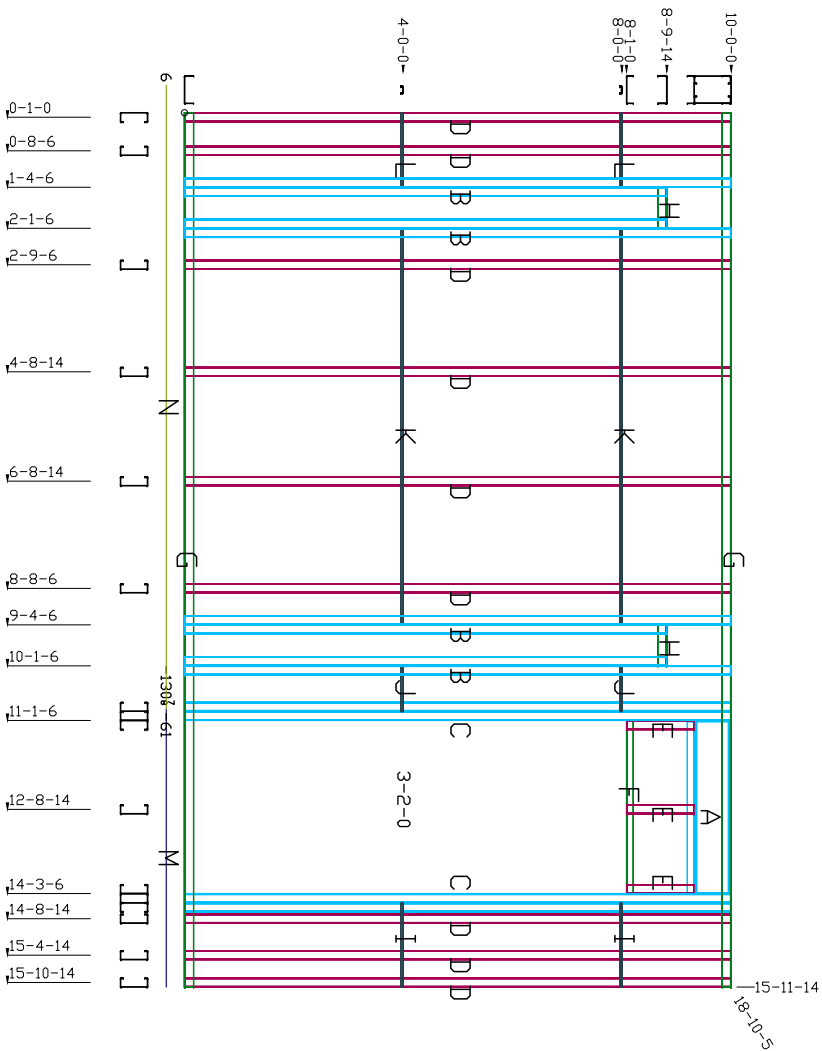 4-0-0
8-0-0
8-1-0
8-9-14
10-0-0
6
0-1-0
0-8-6
1-4-6
2-1-6
2-9-6
4-8-14
6-8-14
8-8-6
9-4-6
10-1-6
11-1-6
12-8-14
14-3-6
14-8-14
15-4-14
15-10-14
D
D
L
L
B
H
B
D
D
N
K
K
D
G
G
D
B
H
B
J
J
C
E
3-2-0
F
E
A
M
C
E
D
I
I
D
D
15-11-14
18-10-5